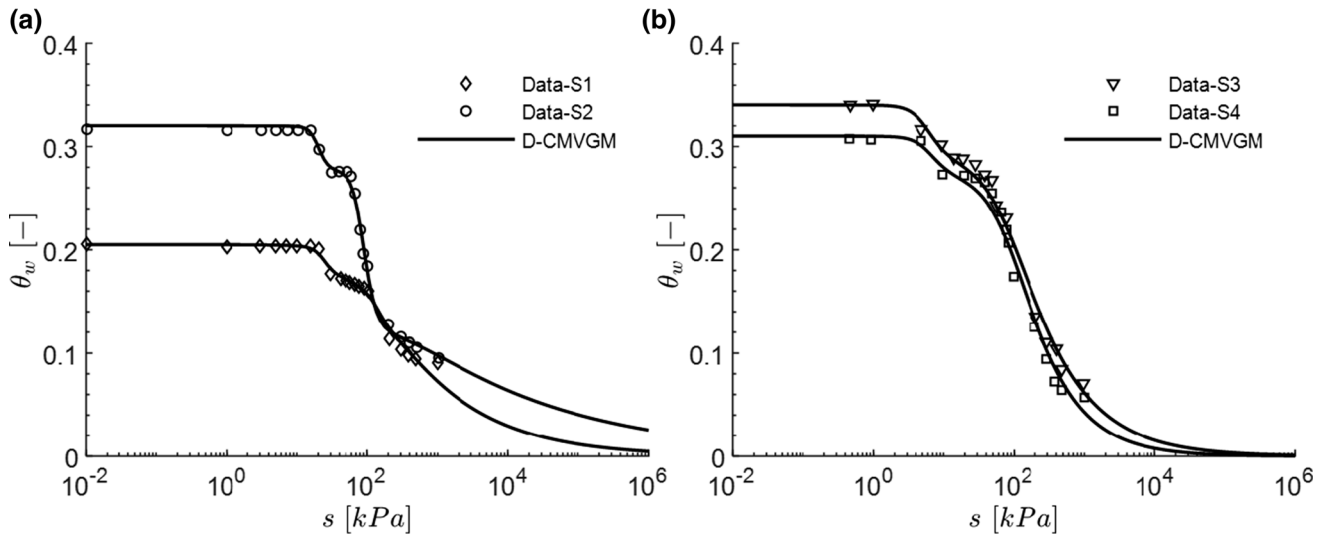 (a)
0.4
0.3
0.2
0.1
0
θw [−]
Data-S1
Data-S2
D-CMVGM
10^-2
10^0
10^2
10^4
10^6
s [kPa]
(b)
0.4
0.3
0.2
0.1
0
θw [−]
Data-S3
Data-S4
D-CMVGM
10^-2
10^0
10^2
10^4
10^6
s [kPa]